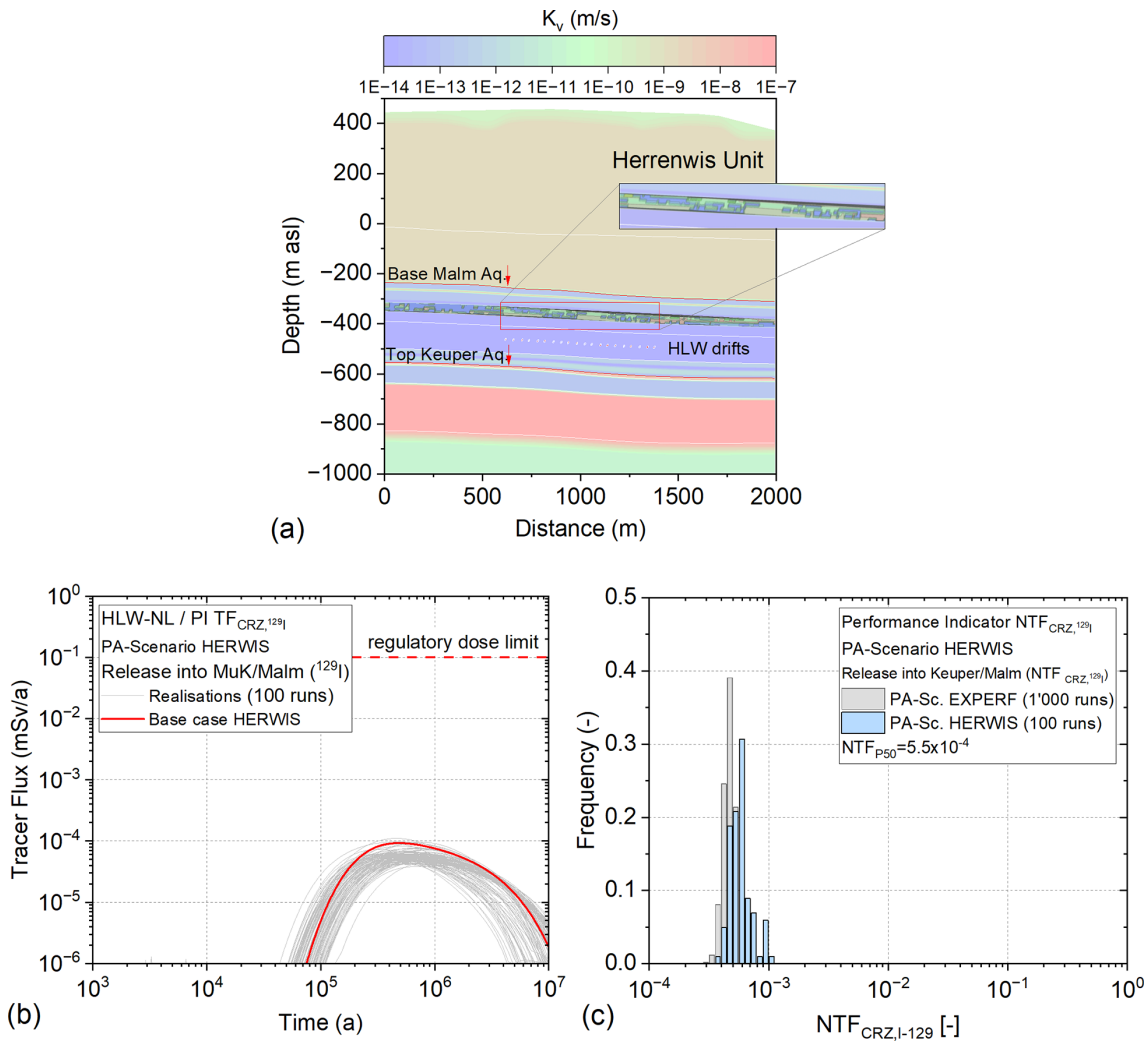 Kv (m/s)
1E−14 1E−13 1E−12 1E−11 1E−10 1E−9 1E−8 1E−7
400
200
0
−200
−400
−600
−800
−1000
Depth (m asl)
Herrenwis Unit
Base Malm Aq.
HLW drifts
Top Keuper Aq.
0 500 1000 1500 2000
Distance (m)
(a)
10^0
10^-1
10^-2
10^-3
10^-4
10^-5
10^-6
Tracer Flux (mSv/a)
HLW-NL / PI TF_CRZ,129I
PA-Scenario HERWIS
Release into MuK/Malm (129I)
Realisations (100 runs)
Base case HERWIS
regulatory dose limit
10^3 10^4 10^5 10^6 10^7
Time (a)
(b)
0.5
0.4
0.3
0.2
0.1
0.0
Frequency (-)
Performance Indicator NTF_CRZ,129I
PA-Scenario HERWIS
Release into Keuper/Malm (NTF CRZ,129I)
PA-Sc. EXPERF (1'000 runs)
PA-Sc. HERWIS (100 runs)
NTF_P50=5.5x10^-4
10^-4 10^-3 10^-2 10^-1 10^0
NTF_CRZ,I-129 [-]
(c)